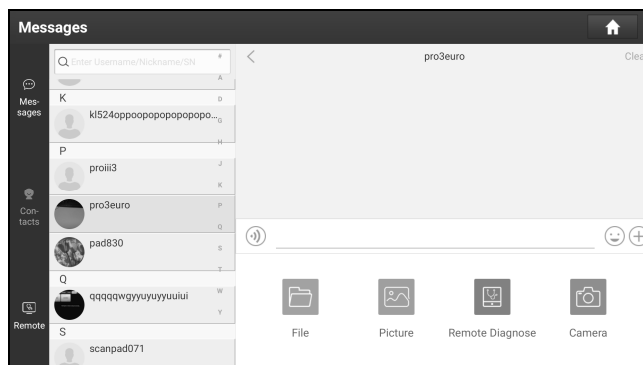 Messages
Enter Username/Nickname/SN
#
A
D
G
H
J
K
P
Q
S
T
W
Y
Mes-
sages
Con-
tacts
Remote
K
kl524oppoopopopopopopo...
P
proiii3
pro3euro
pad830
Q
qqqqqwgyyuyuyyuuiui
S
scanpad071
pro3euro
Clea
File
Picture
Remote Diagnose
Camera